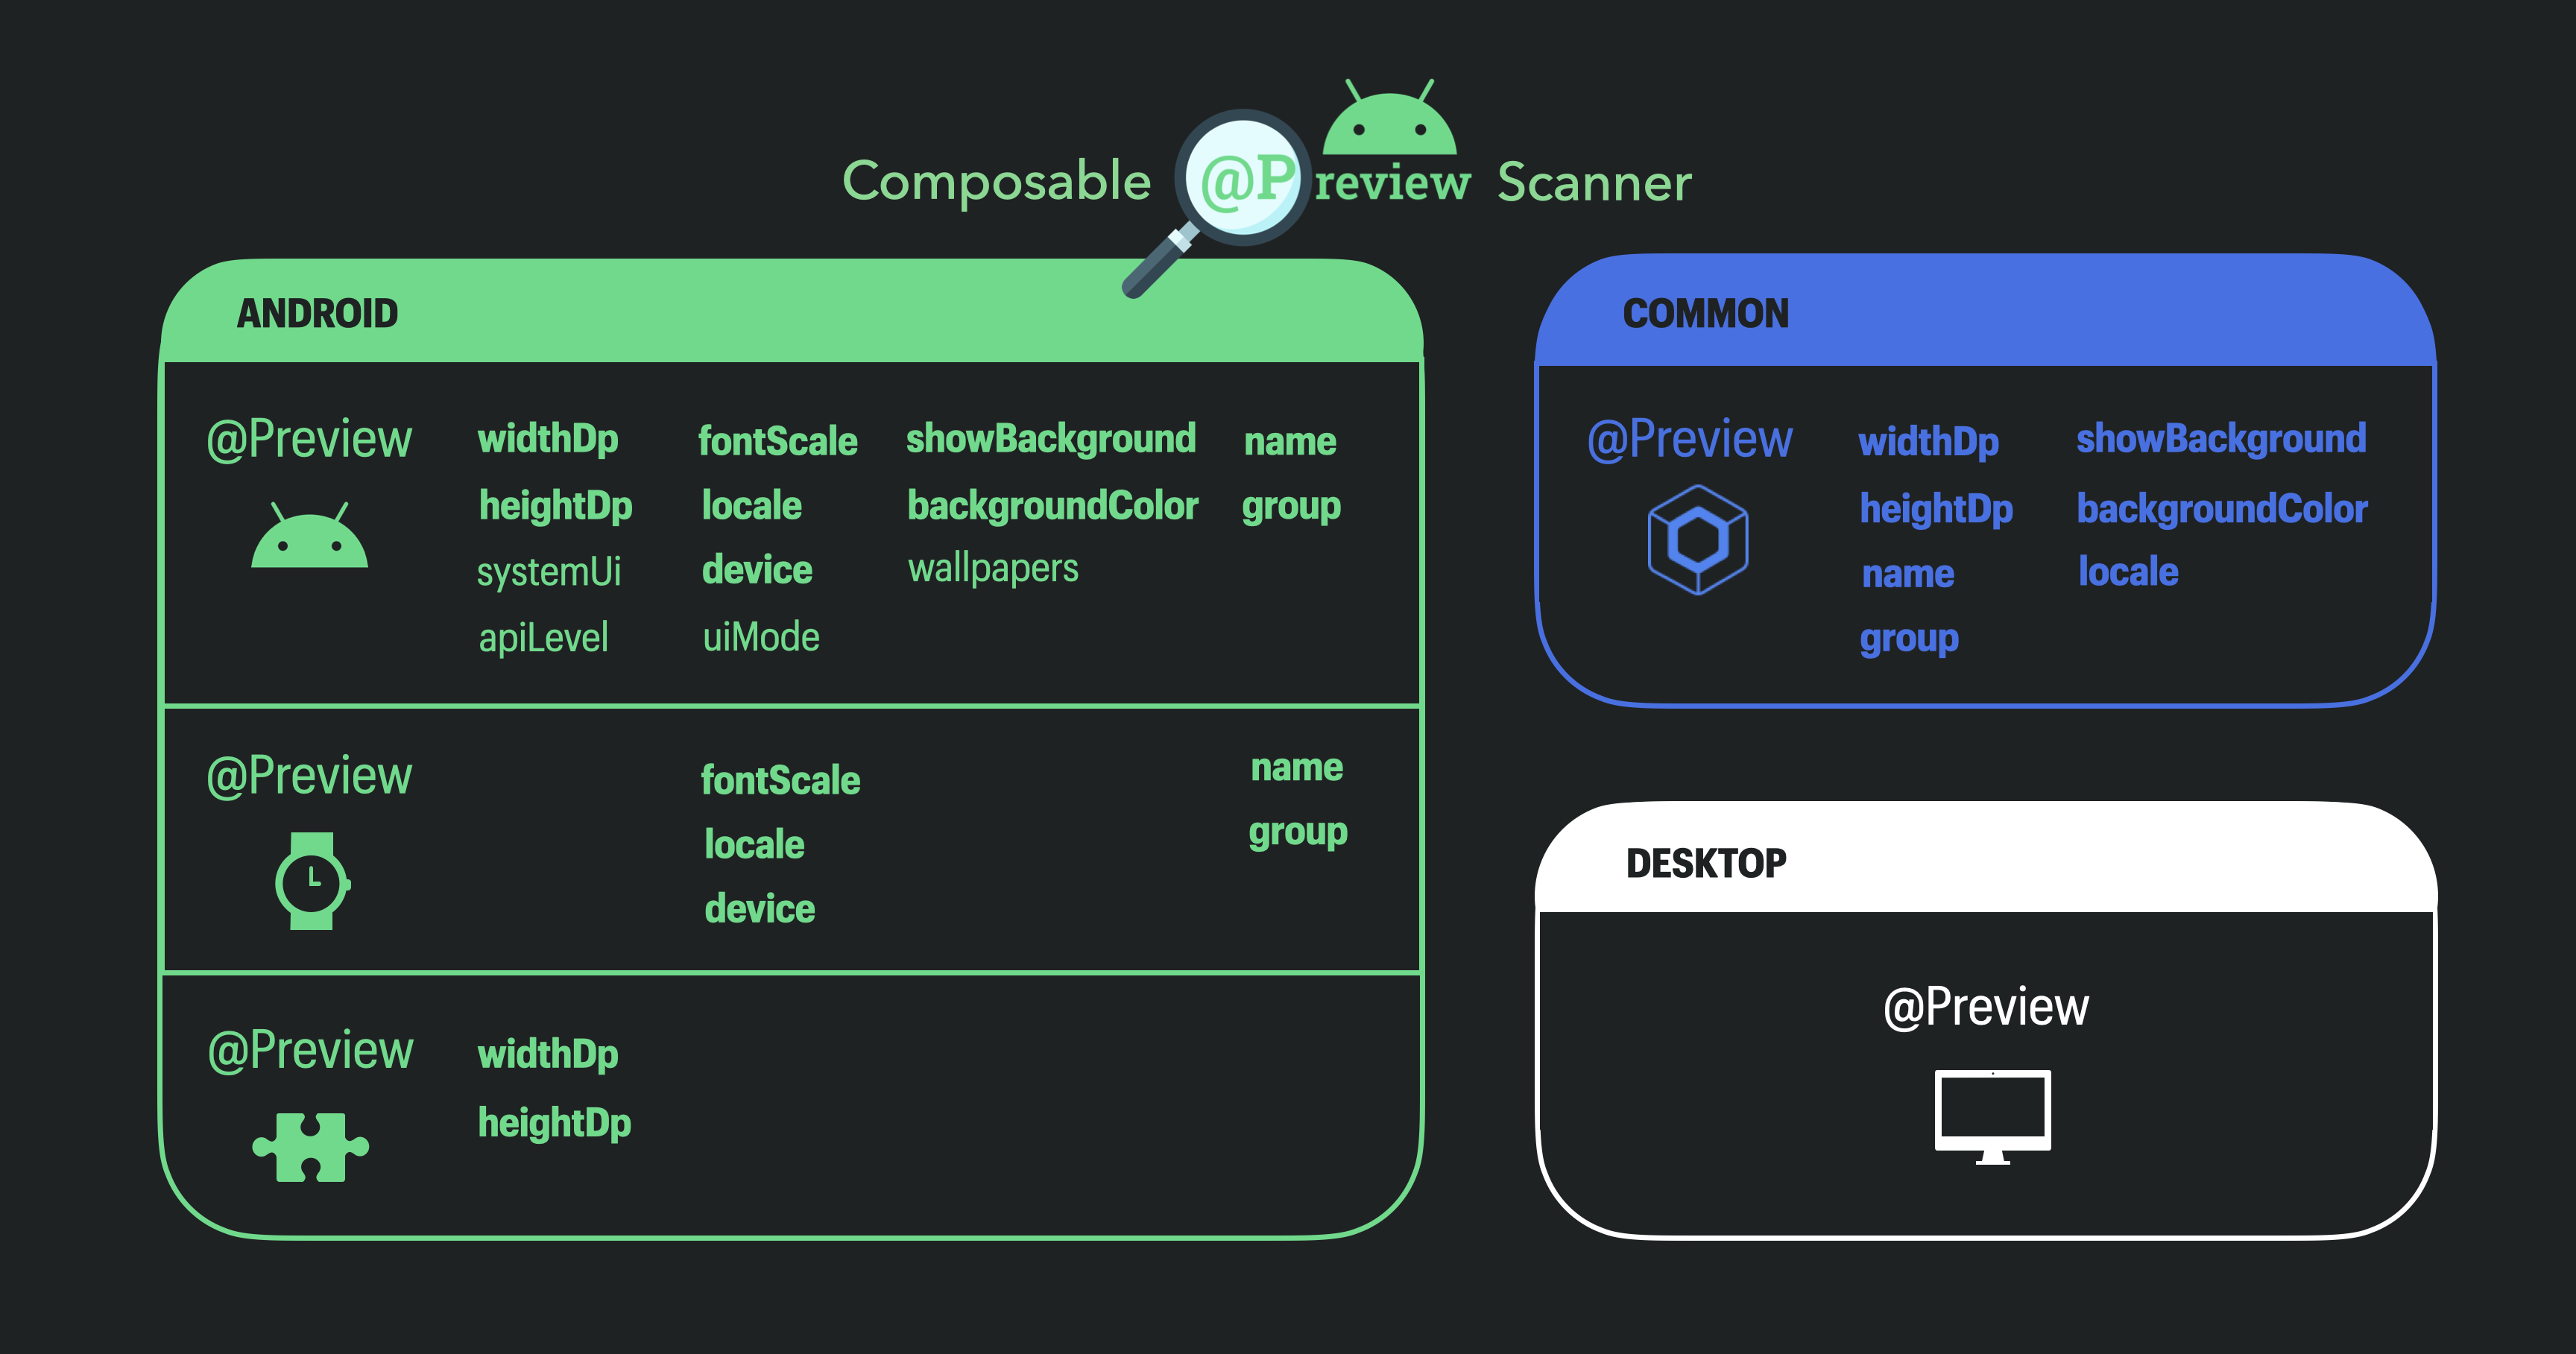 Composable @Preview Scanner
ANDROID
@Preview
widthDp
heightDp
systemUi
apiLevel
fontScale
locale
device
uiMode
showBackground
backgroundColor
wallpapers
name
group
@Preview
fontScale
locale
device
name
group
@Preview
widthDp
heightDp
COMMON
@Preview
widthDp
heightDp
name
group
showBackground
backgroundColor
locale
DESKTOP
@Preview